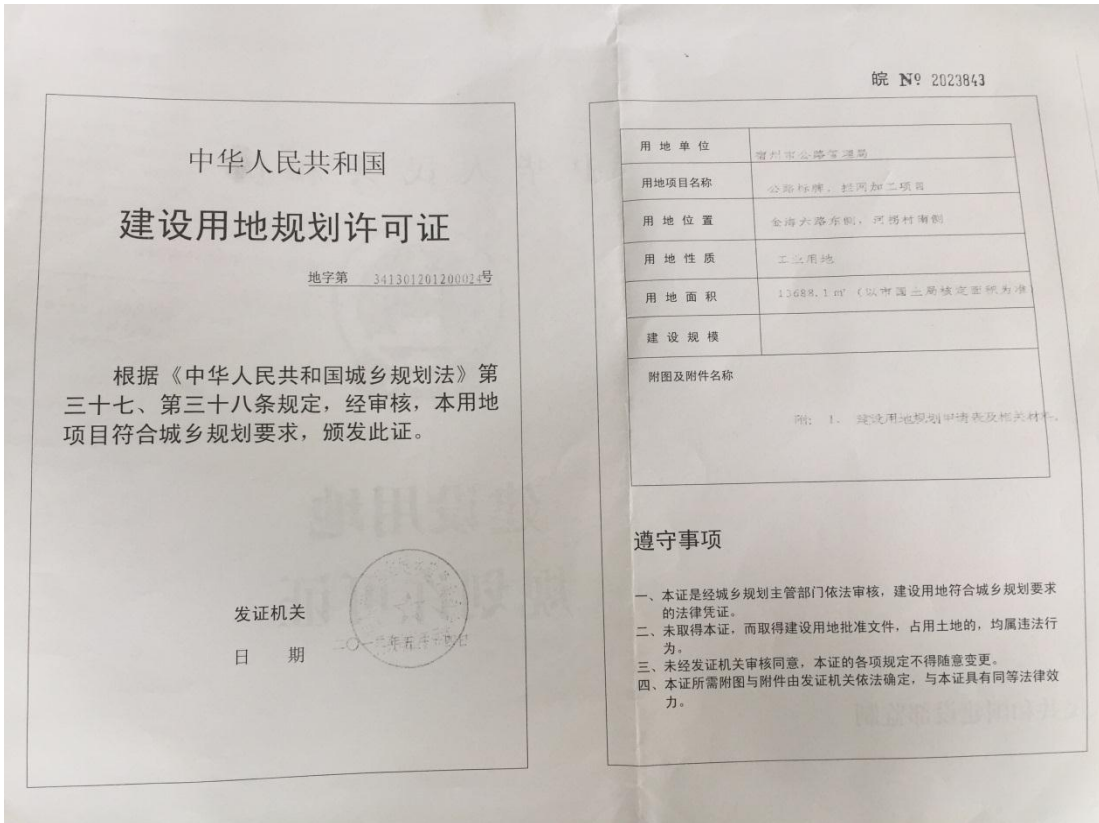 中华人民共和国
建设用地规划许可证
地字第 341301201200024号
根据《中华人民共和国城乡规划法》第
三十七、第三十八条规定，经审核，本用地
项目符合城乡规划要求，颁发此证。
发证机关
日 期
皖 № 2023843
用地单位 宿州市公路管理局
用地项目名称 公路标牌、拦网加工项目
用地位置 金海六路东侧，河拐村南侧
用地性质 工业用地
用地面积 13688.1㎡（以市国土局核定面积为准
建设规模
附图及附件名称
附：1. 建设用地规划申请表及相关材料。
遵守事项
一、本证是经城乡规划主管部门依法审核，建设用地符合城乡规划要求
的法律凭证。
二、未取得本证，而取得建设用地批准文件，占用土地的，均属违法行
为。
三、未经发证机关审核同意，本证的各项规定不得随意变更。
四、本证所需附图与附件由发证机关依法确定，与本证具有同等法律效
力。